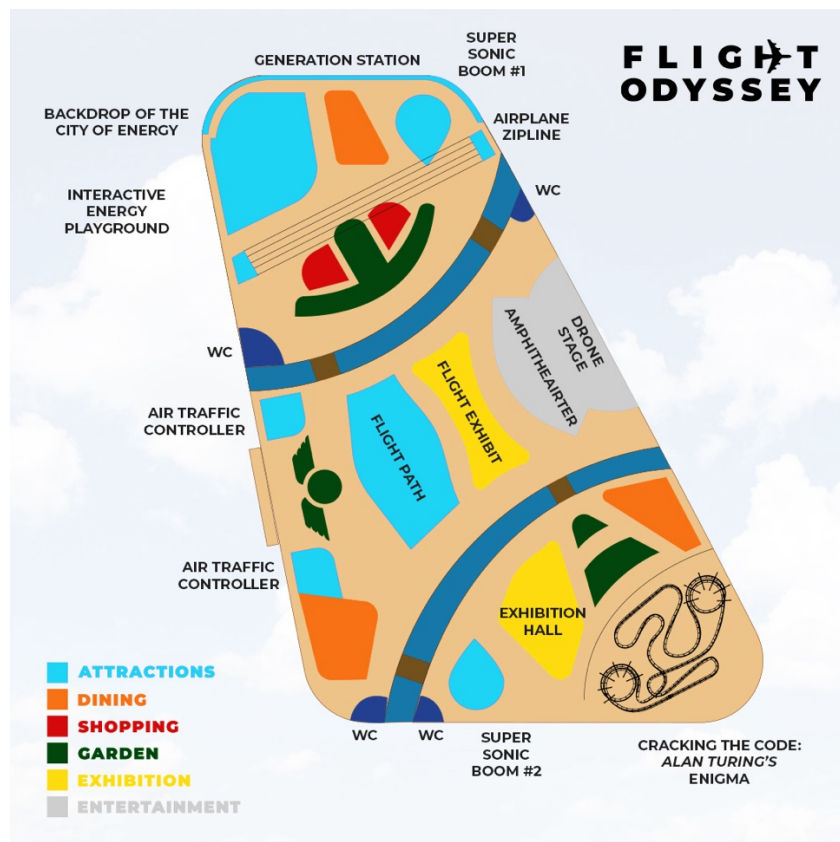 FLIGHT
ODYSSEY
GENERATION STATION
SUPER
SONIC
BOOM #1
BACKDROP OF THE
CITY OF ENERGY
AIRPLANE
ZIPLINE
INTERACTIVE
ENERGY
PLAYGROUND
WC
WC
DRONE
STAGE
AMPHITHEAIRTER
FLIGHT EXHIBIT
FLIGHT PATH
AIR TRAFFIC
CONTROLLER
AIR TRAFFIC
CONTROLLER
EXHIBITION
HALL
ATTRACTIONS
DINING
SHOPPING
GARDEN
EXHIBITION
ENTERTAINMENT
WC
WC
SUPER
SONIC
BOOM #2
CRACKING THE CODE:
ALAN TURING'S
ENIGMA